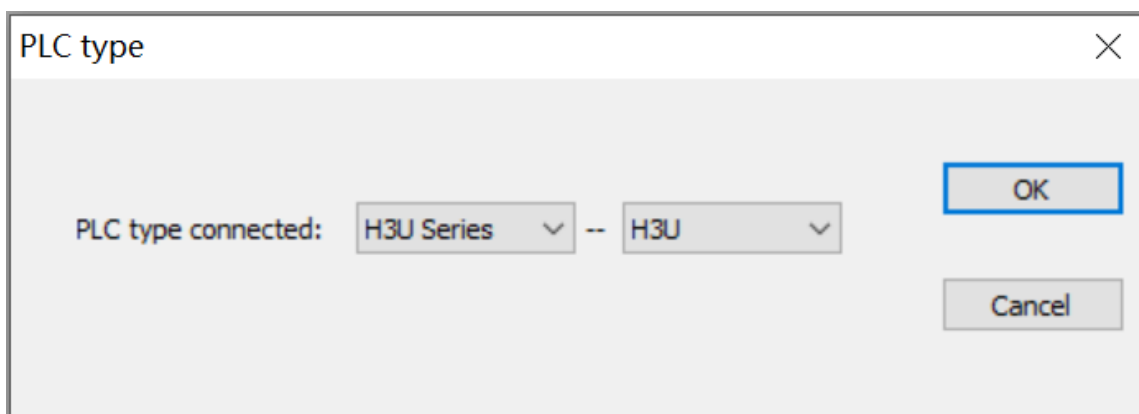 PLC type
OK
PLC type connected: H3U Series -- H3U
Cancel